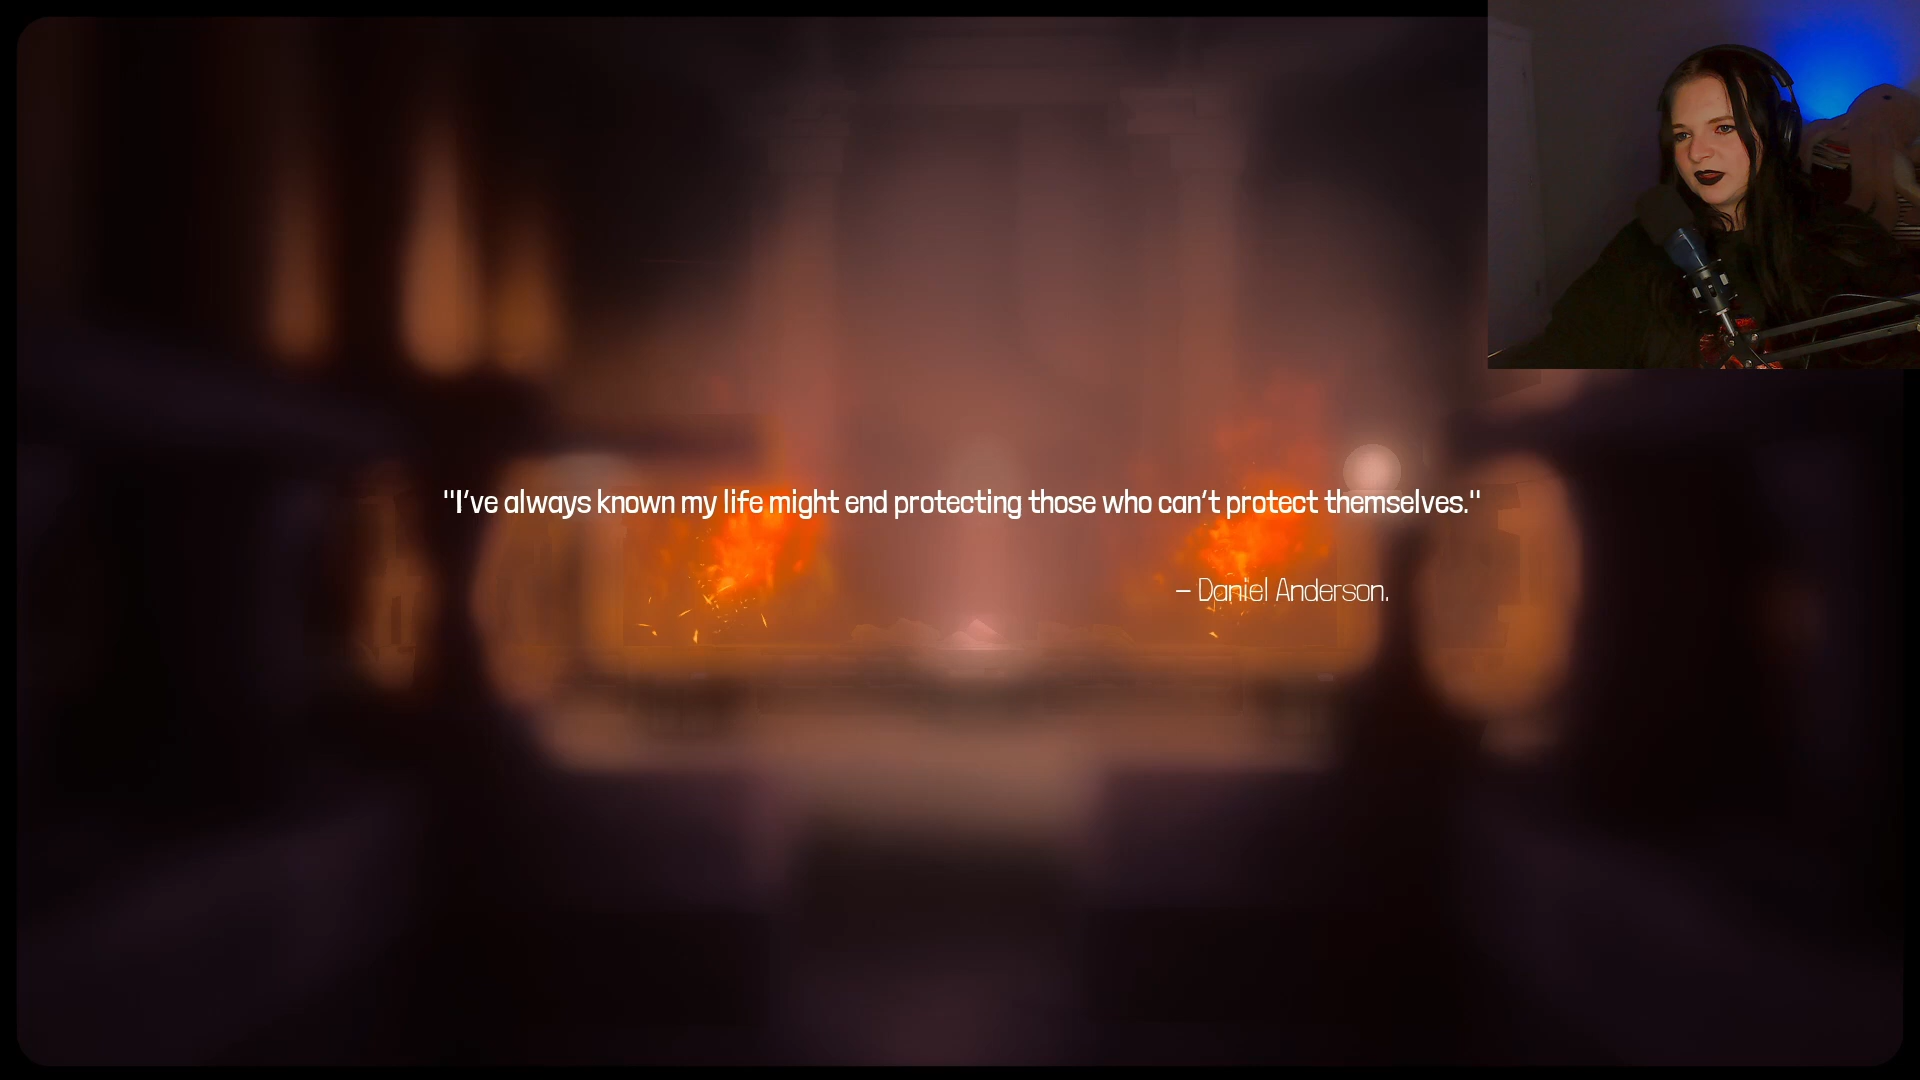 "I've always known my life might end protecting those who can't protect themselves."
– Daniel Anderson.